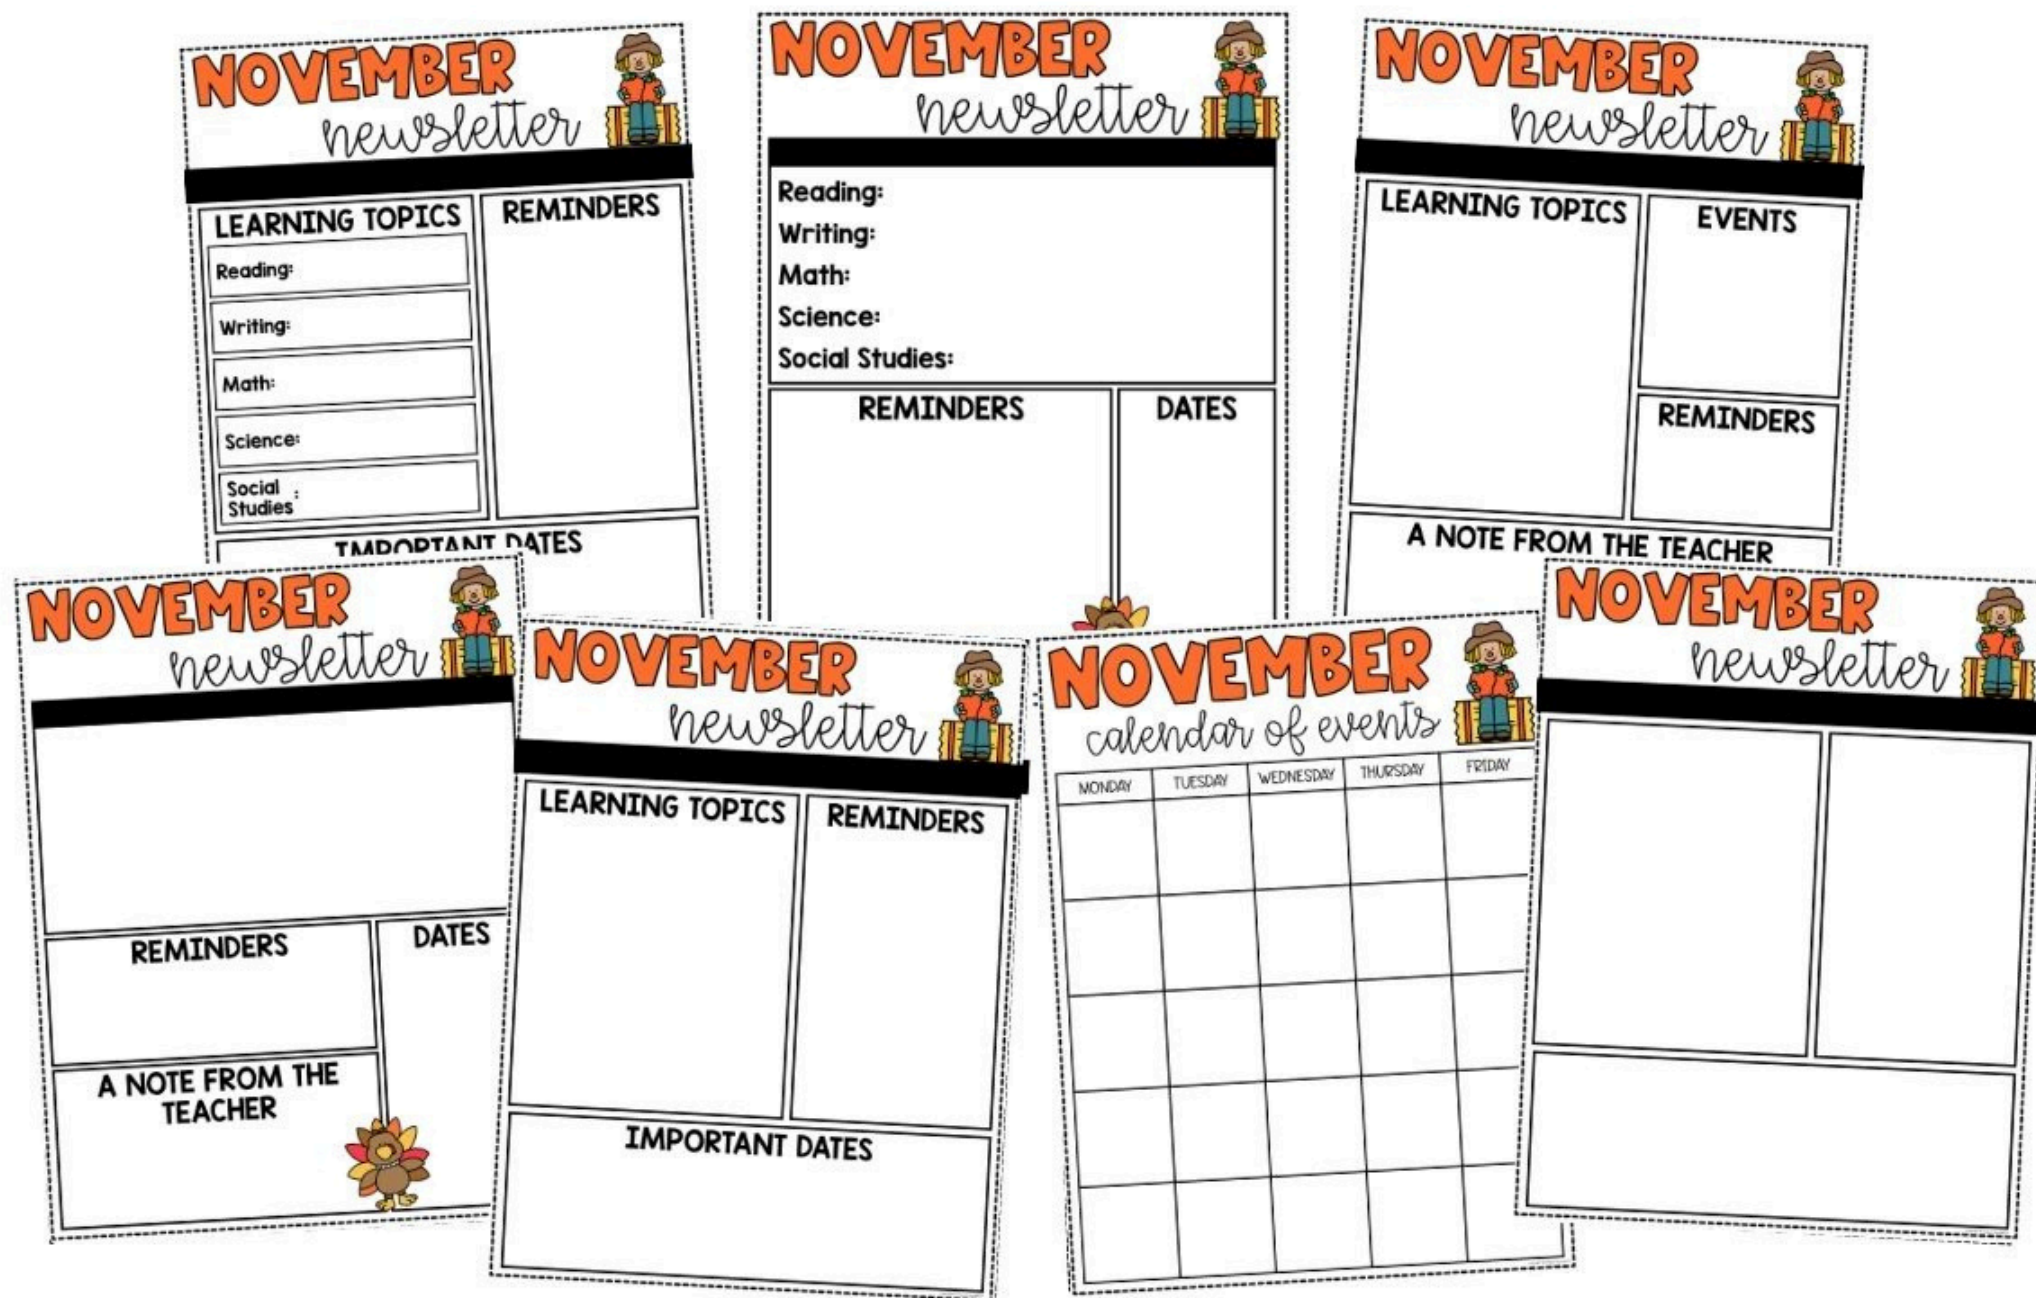 NOVEMBER
newsletter
LEARNING TOPICS
Reading:
Writing:
Math:
Science:
Social :
Studies
REMINDERS
IMPORTANT DATES
NOVEMBER
newsletter
Reading:
Writing:
Math:
Science:
Social Studies:
REMINDERS
DATES
NOVEMBER
newsletter
LEARNING TOPICS
EVENTS
REMINDERS
A NOTE FROM THE TEACHER
NOVEMBER
newsletter
REMINDERS
DATES
A NOTE FROM THE
TEACHER
NOVEMBER
newsletter
LEARNING TOPICS
REMINDERS
IMPORTANT DATES
NOVEMBER
calendar of events
MONDAY TUESDAY WEDNESDAY THURSDAY FRIDAY
NOVEMBER
newsletter